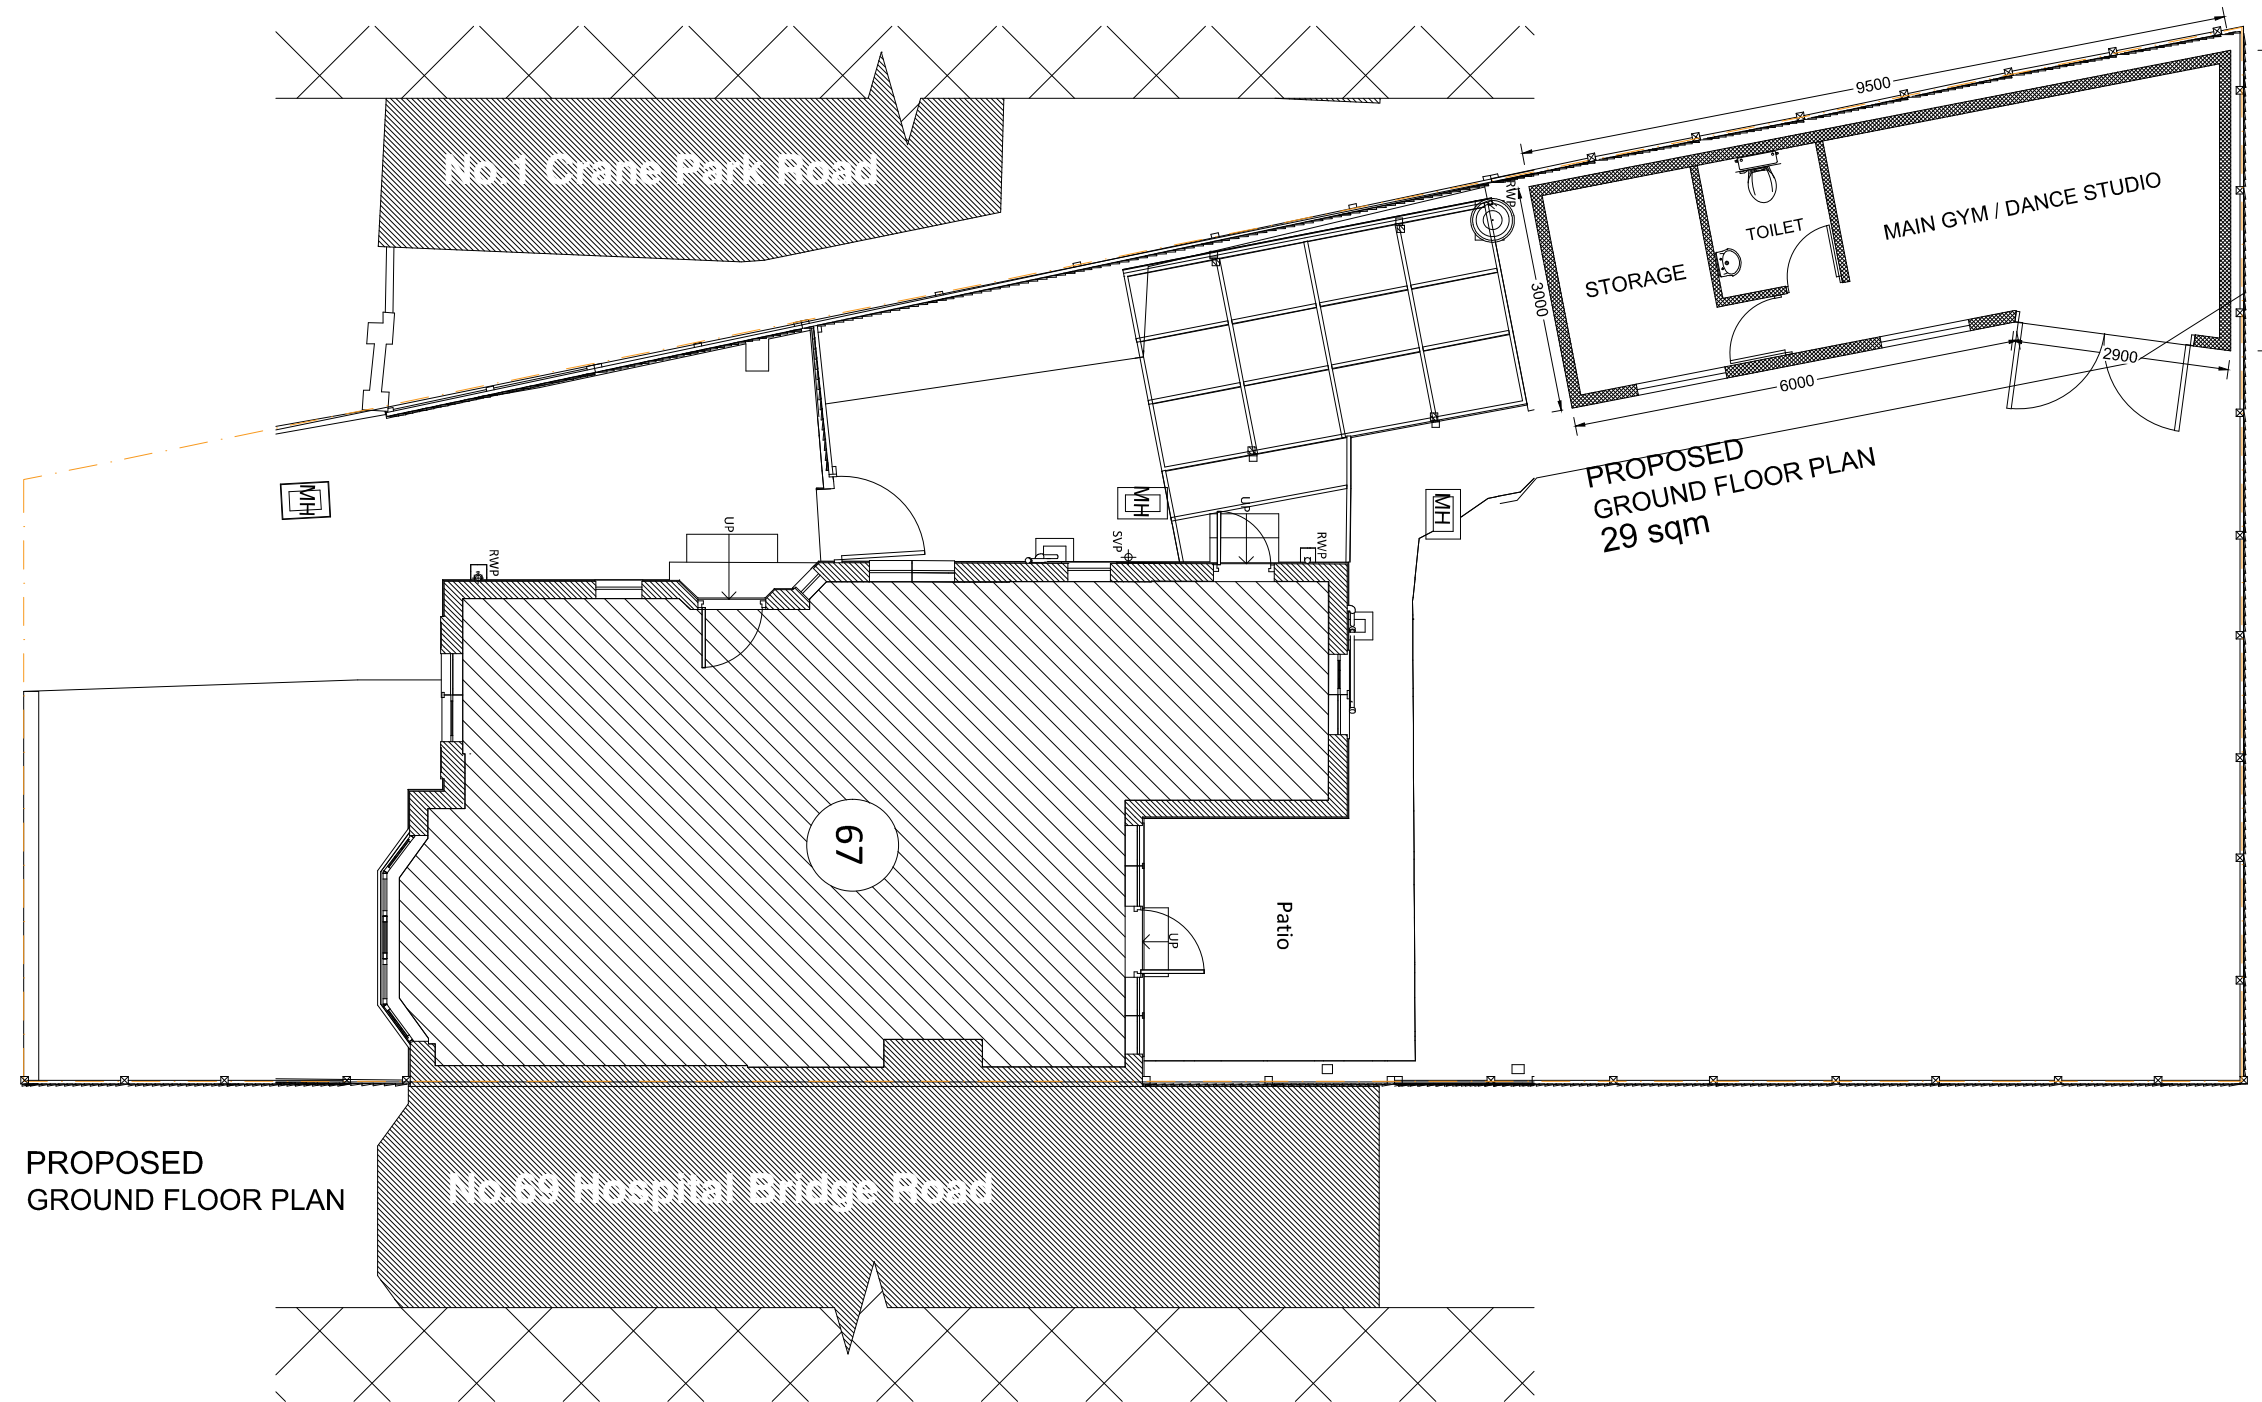 9500
No.1 Crane Park Road
RWP
MAIN GYM / DANCE STUDIO
TOILET
STORAGE
3000
2900
6000
PROPOSED
GROUND FLOOR PLAN
29 sqm
MH
MH
MH
UP
UP
SVP
RWP
RWP
67
Patio
UP
PROPOSED
GROUND FLOOR PLAN
No.69 Hospital Bridge Road